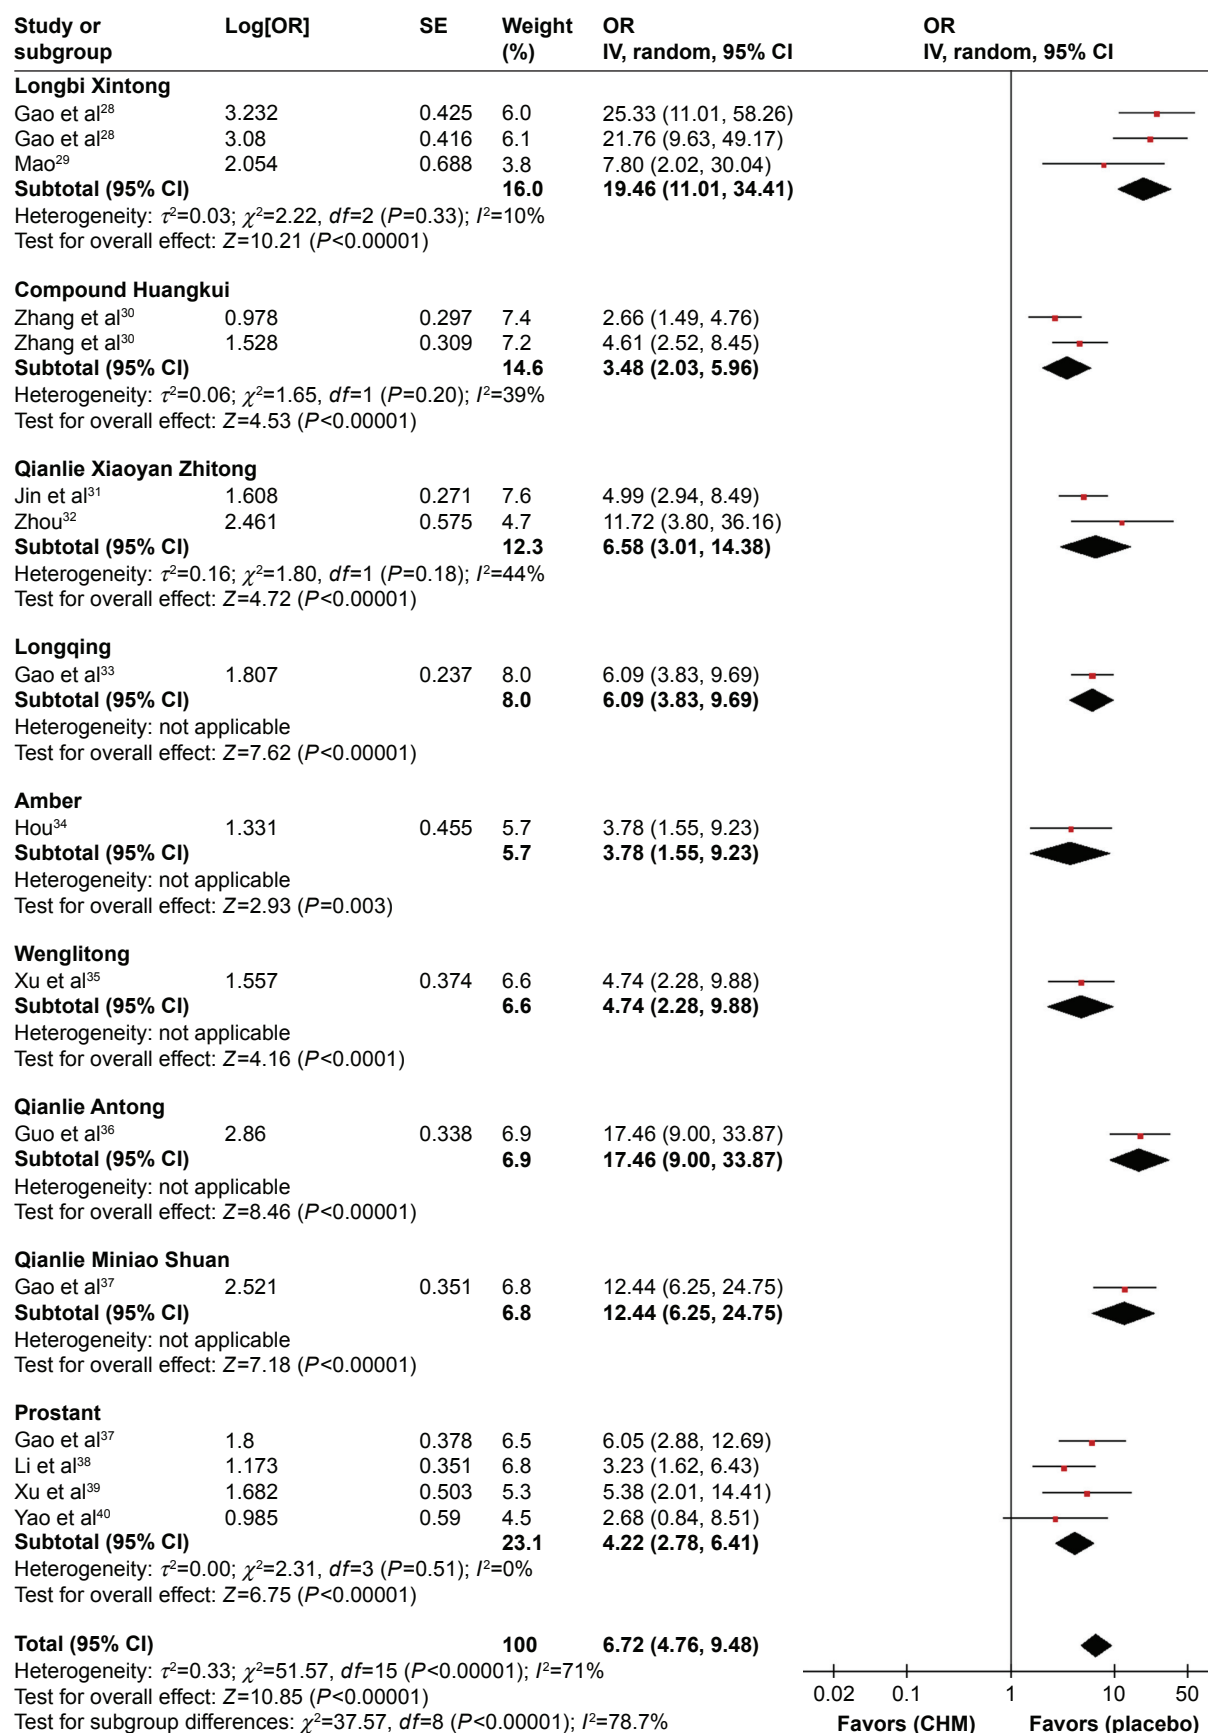 Study or subgroup Log[OR] SE Weight (%) OR IV, random, 95% CI OR IV, random, 95% CI
Longbi Xintong
Gao et al²⁸ 3.232 0.425 6.0 25.33 (11.01, 58.26)
Gao et al²⁸ 3.08 0.416 6.1 21.76 (9.63, 49.17)
Mao²⁹ 2.054 0.688 3.8 7.80 (2.02, 30.04)
Subtotal (95% CI) 16.0 19.46 (11.01, 34.41)
Heterogeneity: τ²=0.03; χ²=2.22, df=2 (P=0.33); I²=10%
Test for overall effect: Z=10.21 (P<0.00001)
Compound Huangkui
Zhang et al³⁰ 0.978 0.297 7.4 2.66 (1.49, 4.76)
Zhang et al³⁰ 1.528 0.309 7.2 4.61 (2.52, 8.45)
Subtotal (95% CI) 14.6 3.48 (2.03, 5.96)
Heterogeneity: τ²=0.06; χ²=1.65, df=1 (P=0.20); I²=39%
Test for overall effect: Z=4.53 (P<0.00001)
Qianlie Xiaoyan Zhitong
Jin et al³¹ 1.608 0.271 7.6 4.99 (2.94, 8.49)
Zhou³² 2.461 0.575 4.7 11.72 (3.80, 36.16)
Subtotal (95% CI) 12.3 6.58 (3.01, 14.38)
Heterogeneity: τ²=0.16; χ²=1.80, df=1 (P=0.18); I²=44%
Test for overall effect: Z=4.72 (P<0.00001)
Longqing
Gao et al³³ 1.807 0.237 8.0 6.09 (3.83, 9.69)
Subtotal (95% CI) 8.0 6.09 (3.83, 9.69)
Heterogeneity: not applicable
Test for overall effect: Z=7.62 (P<0.00001)
Amber
Hou³⁴ 1.331 0.455 5.7 3.78 (1.55, 9.23)
Subtotal (95% CI) 5.7 3.78 (1.55, 9.23)
Heterogeneity: not applicable
Test for overall effect: Z=2.93 (P=0.003)
Wenglitong
Xu et al³⁵ 1.557 0.374 6.6 4.74 (2.28, 9.88)
Subtotal (95% CI) 6.6 4.74 (2.28, 9.88)
Heterogeneity: not applicable
Test for overall effect: Z=4.16 (P<0.0001)
Qianlie Antong
Guo et al³⁶ 2.86 0.338 6.9 17.46 (9.00, 33.87)
Subtotal (95% CI) 6.9 17.46 (9.00, 33.87)
Heterogeneity: not applicable
Test for overall effect: Z=8.46 (P<0.00001)
Qianlie Miniao Shuan
Gao et al³⁷ 2.521 0.351 6.8 12.44 (6.25, 24.75)
Subtotal (95% CI) 6.8 12.44 (6.25, 24.75)
Heterogeneity: not applicable
Test for overall effect: Z=7.18 (P<0.00001)
Prostant
Gao et al³⁷ 1.8 0.378 6.5 6.05 (2.88, 12.69)
Li et al³⁸ 1.173 0.351 6.8 3.23 (1.62, 6.43)
Xu et al³⁹ 1.682 0.503 5.3 5.38 (2.01, 14.41)
Yao et al⁴⁰ 0.985 0.59 4.5 2.68 (0.84, 8.51)
Subtotal (95% CI) 23.1 4.22 (2.78, 6.41)
Heterogeneity: τ²=0.00; χ²=2.31, df=3 (P=0.51); I²=0%
Test for overall effect: Z=6.75 (P<0.00001)
Total (95% CI) 100 6.72 (4.76, 9.48)
Heterogeneity: τ²=0.33; χ²=51.57, df=15 (P<0.00001); I²=71%
Test for overall effect: Z=10.85 (P<0.00001)
Test for subgroup differences: χ²=37.57, df=8 (P<0.00001); I²=78.7%
0.02 0.1 1 10 50
Favors (CHM) Favors (placebo)